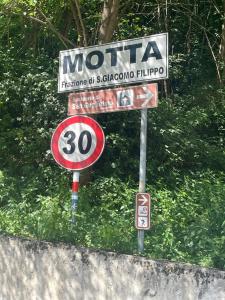 MOTTA
Frazione di S.GIACOMO FILIPPO
30